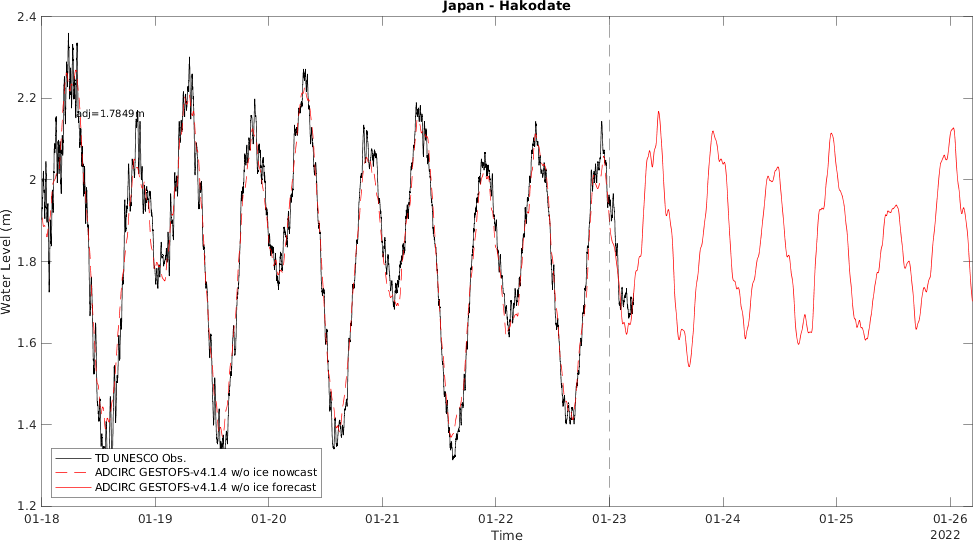 Japan - Hakodate
2.4
2.2
2
1.8
1.6
1.4
1.2
Water Level (m)
adj=1.7849m
TD UNESCO Obs.
ADCIRC GESTOFS-v4.1.4 w/o ice nowcast
ADCIRC GESTOFS-v4.1.4 w/o ice forecast
01-18 01-19 01-20 01-21 01-22 01-23 01-24 01-25 01-26
Time
2022